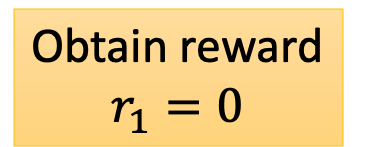 Obtain reward
r₁ = 0